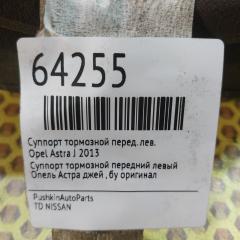 64255
Суппорт тормозной перед. лев.
Opel Astra J 2013
Суппорт тормозной передний левый
Опель Астра джей , бу оригинал
PushkinAutoParts
TD NISSAN